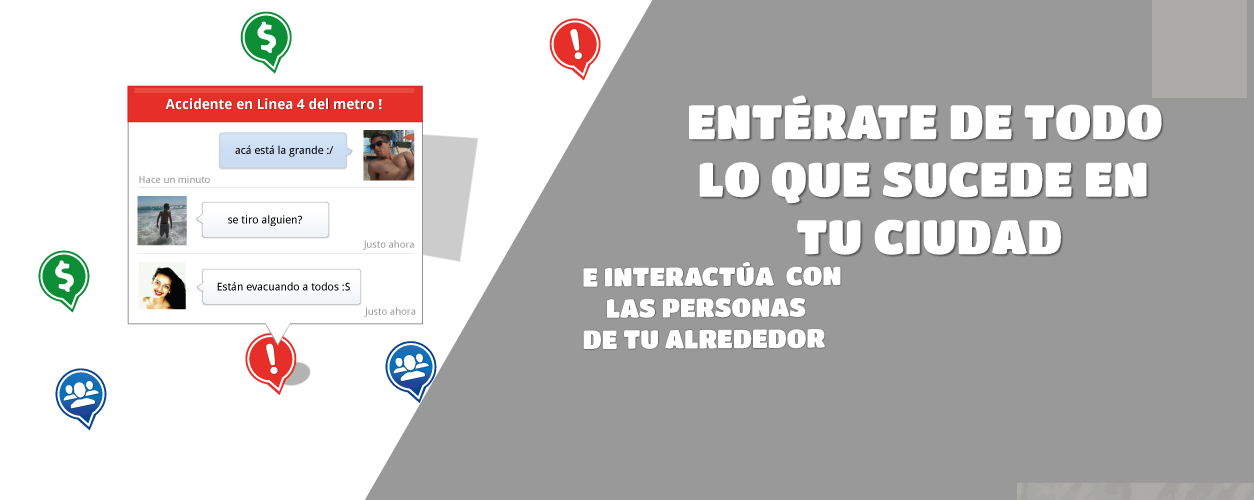 Accidente en Linea 4 del metro !
acá está la grande :/
Hace un minuto
se tiro alguien?
Justo ahora
Están evacuando a todos :S
Justo ahora
ENTÉRATE DE TODO
LO QUE SUCEDE EN
TU CIUDAD
E INTERACTÚA CON
LAS PERSONAS
DE TU ALREDEDOR